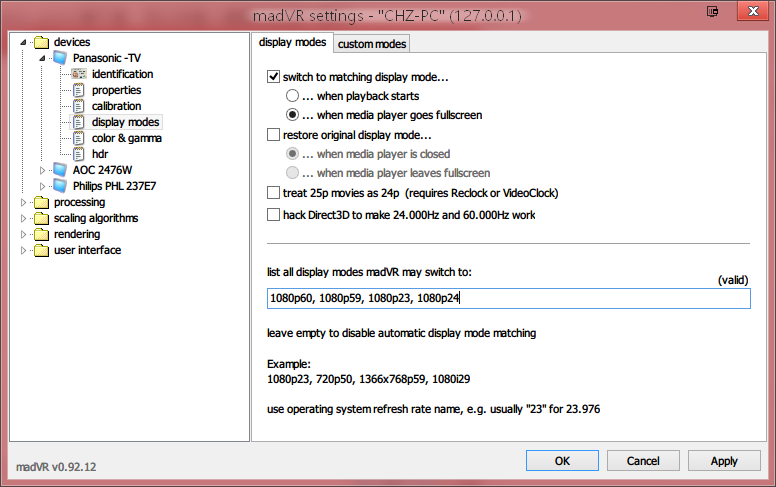 madVR settings - "CHZ-PC" (127.0.0.1)
devices
Panasonic -TV
identification
properties
calibration
display modes
color & gamma
hdr
AOC 2476W
Philips PHL 237E7
processing
scaling algorithms
rendering
user interface
madVR v0.92.12
display modes custom modes
switch to matching display mode...
... when playback starts
... when media player goes fullscreen
restore original display mode...
... when media player is closed
... when media player leaves fullscreen
treat 25p movies as 24p (requires Reclock or VideoClock)
hack Direct3D to make 24.000Hz and 60.000Hz work
list all display modes madVR may switch to:
(valid)
1080p60, 1080p59, 1080p23, 1080p24
leave empty to disable automatic display mode matching
Example:
1080p23, 720p50, 1366x768p59, 1080i29
use operating system refresh rate name, e.g. usually "23" for 23.976
OK Cancel Apply